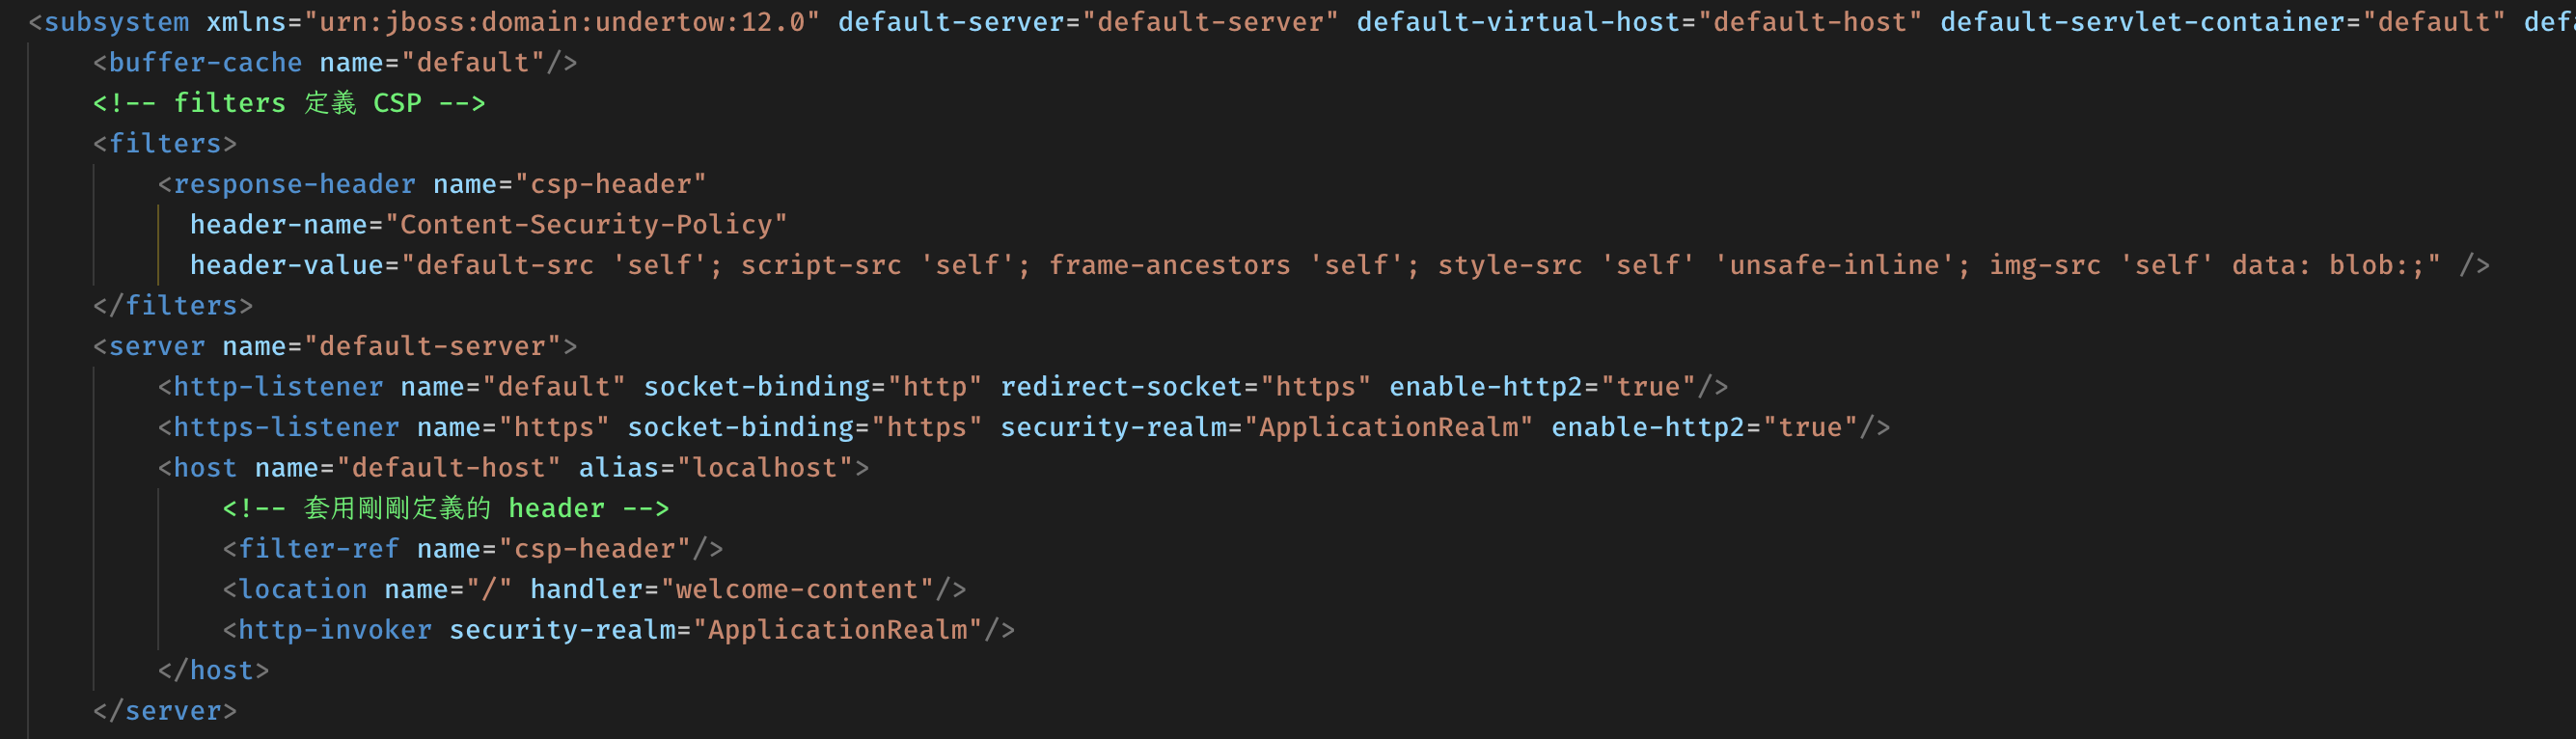 <subsystem xmlns="urn:jboss:domain:undertow:12.0" default-server="default-server" default-virtual-host="default-host" default-servlet-container="default" def
<buffer-cache name="default"/>
<!-- filters 定義 CSP -->
<filters>
<response-header name="csp-header"
header-name="Content-Security-Policy"
header-value="default-src 'self'; script-src 'self'; frame-ancestors 'self'; style-src 'self' 'unsafe-inline'; img-src 'self' data: blob:;" />
</filters>
<server name="default-server">
<http-listener name="default" socket-binding="http" redirect-socket="https" enable-http2="true"/>
<https-listener name="https" socket-binding="https" security-realm="ApplicationRealm" enable-http2="true"/>
<host name="default-host" alias="localhost">
<!-- 套用剛剛定義的 header -->
<filter-ref name="csp-header"/>
<location name="/" handler="welcome-content"/>
<http-invoker security-realm="ApplicationRealm"/>
</host>
</server>